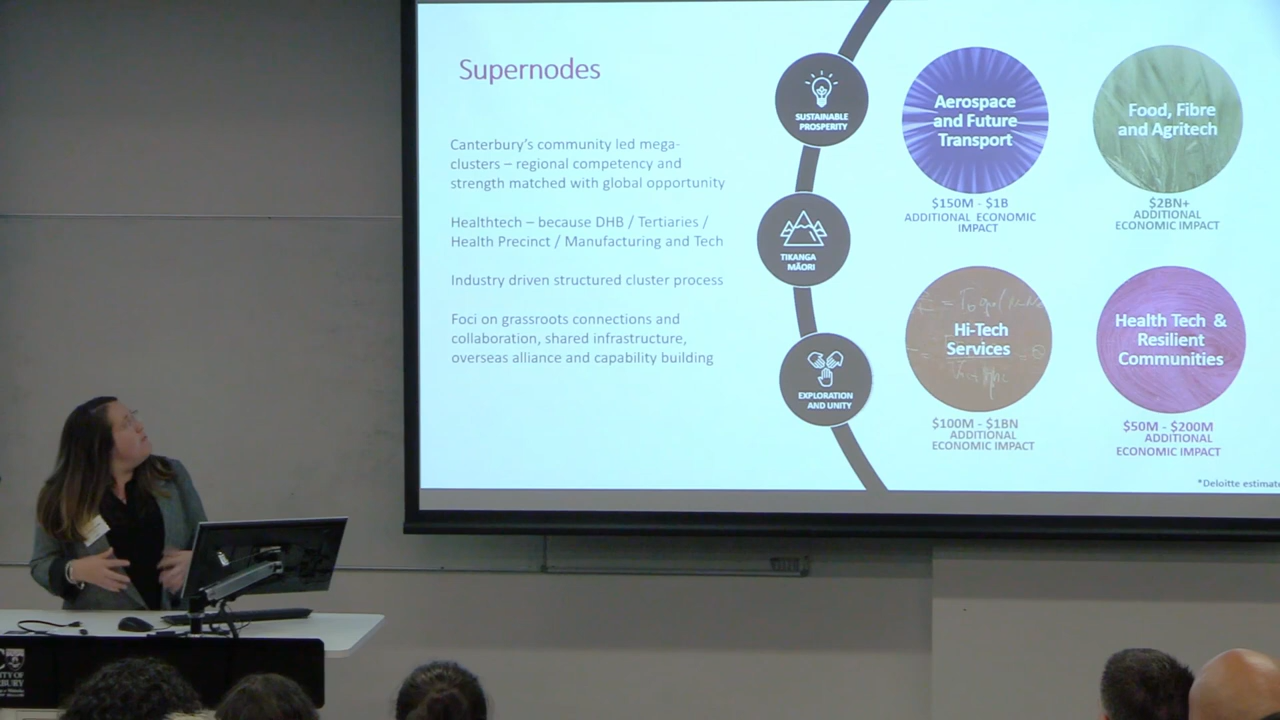 Supernodes
Canterbury's community led mega-
clusters – regional competency and
strength matched with global opportunity
Healthtech – because DHB / Tertiaries /
Health Precinct / Manufacturing and Tech
Industry driven structured cluster process
Foci on grassroots connections and
collaboration, shared infrastructure,
overseas alliance and capability building
SUSTAINABLE
PROSPERITY
TIKANGA
MĀORI
EXPLORATION
AND UNITY
Aerospace
and Future
Transport
$150M - $1B
ADDITIONAL ECONOMIC
IMPACT
Food, Fibre
and Agritech
$2BN+
ADDITIONAL
ECONOMIC IMPACT
Hi-Tech
Services
$100M - $1BN
ADDITIONAL
ECONOMIC IMPACT
Health Tech &
Resilient
Communities
$50M - $200M
ADDITIONAL
ECONOMIC IMPACT
*Deloitte estimate